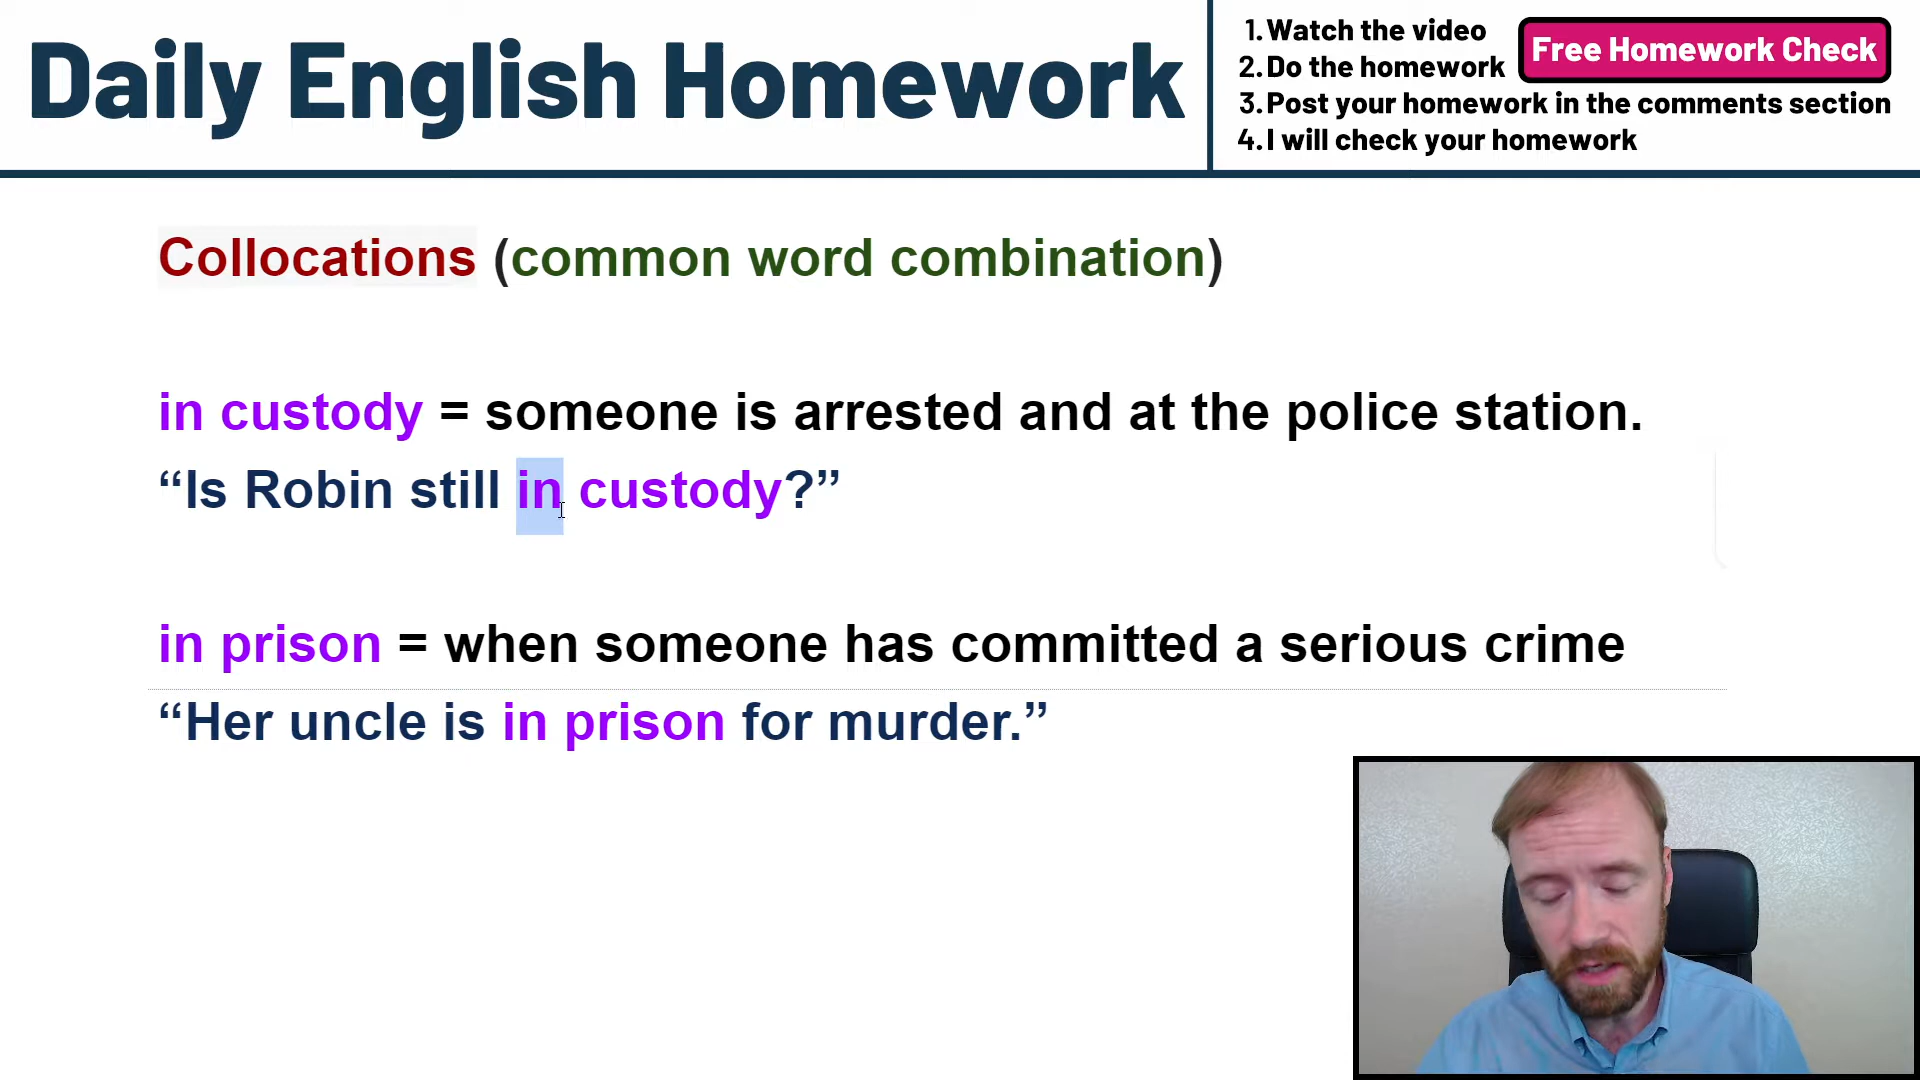 Daily English Homework
1. Watch the video
2. Do the homework
Free Homework Check
3. Post your homework in the comments section
4. I will check your homework
Collocations (common word combination)
in custody = someone is arrested and at the police station.
“Is Robin still in custody?”
in prison = when someone has committed a serious crime
“Her uncle is in prison for murder.”